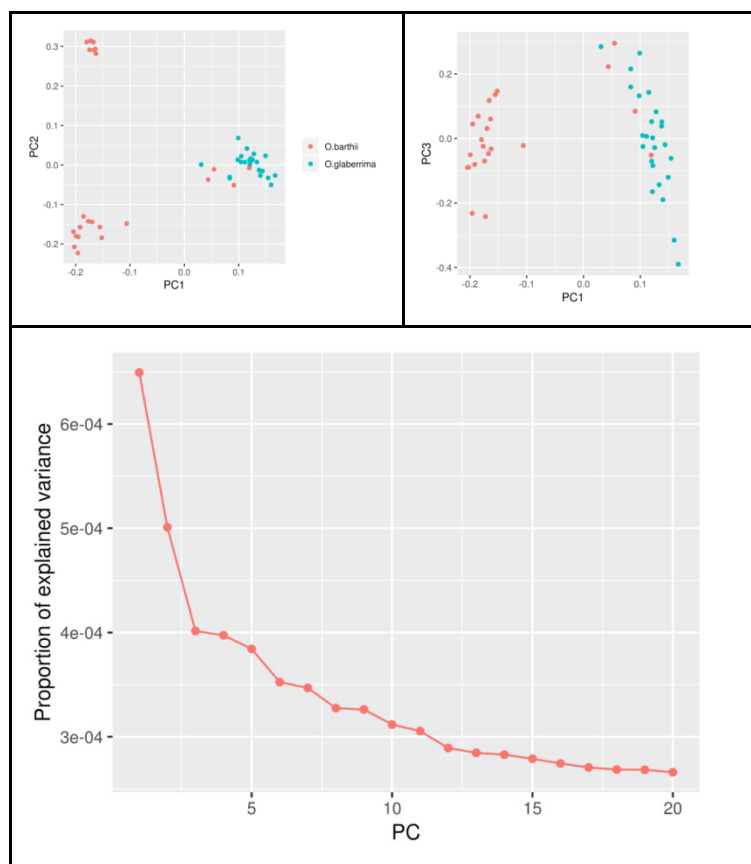 0.3
0.2
0.1
0.0
-0.1
-0.2
PC2
-0.2
-0.1
0.0
0.1
PC1
O.barthii
O.glaberrima
0.2
0.0
-0.2
-0.4
PC3
-0.2
-0.1
0.0
0.1
PC1
6e-04
5e-04
4e-04
3e-04
Proportion of explained variance
5
10
15
20
PC